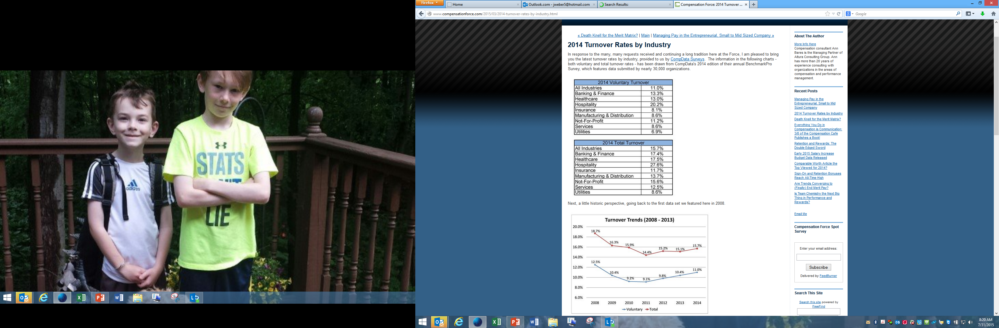 STATS
LIE
adidas
Firefox
Home
Outlook.com - jweber5@hotmail.com
Search Results:
Compensation Force: 2014 Turnover ...
www.compensationforce.com/2015/03/2014-turnover-rates-by-industry.html
Google
« Death Knell for the Merit Matrix? | Main | Managing Pay in the Entrepreneurial, Small to Mid Sized Company »
2014 Turnover Rates by Industry
In response to the many, many requests received and continuing a long tradition here at the Force, I am pleased to bring
you the latest turnover rates by industry, provided to us by CompData Surveys. The information in the following charts -
both voluntary and total turnover rates - has been drawn from CompData's 2014 edition of their annual BenchmarkPro
Survey, which features data submitted by nearly 30,000 organizations.
2014 Voluntary Turnover
All Industries 11.0%
Banking & Finance 13.3%
Healthcare 13.0%
Hospitality 20.2%
Insurance 8.1%
Manufacturing & Distribution 8.6%
Not-For-Profit 11.2%
Services 8.6%
Utilities 6.9%
2014 Total Turnover
All Industries 15.7%
Banking & Finance 17.4%
Healthcare 17.5%
Hospitality 27.6%
Insurance 11.7%
Manufacturing & Distribution 13.7%
Not-For-Profit 15.6%
Services 12.5%
Utilities 8.6%
Next, a little historic perspective, going back to the first data set we featured here in 2008.
Turnover Trends (2008 - 2013)
20.0%
18.0%
16.0%
14.0%
12.0%
10.0%
8.0%
6.0%
18.7%
16.3%
15.9%
14.4%
15.2%
15.1%
15.7%
12.5%
10.4%
9.2%
9.1%
9.8%
10.4%
11.0%
2008 2009 2010 2011 2012 2013 2014
Voluntary Total
About The Author
More Info Here
Compensation consultant Ann
Bares is the Managing Partner of
Altura Consulting Group. Ann
has more than 20 years of
experience consulting with
organizations in the areas of
compensation and performance
management.
Recent Posts
Managing Pay in the
Entrepreneurial, Small to Mid
Sized Company
2014 Turnover Rates by Industry
Death Knell for the Merit Matrix?
Everything You Do in
Compensation is Communication:
3/8 of the Compensation Cafe
Publishes a Book!
Retention and Rewards: The
Double Edged Sword
Early 2015 Salary Increase
Budget Data Released
Comparable Worth Article the
Top Viewed for 2014?
Sign-On and Retention Bonuses
Reach All-Time High
Are Trends Converging to
(Finally) End Merit Pay?
Is Team Chemistry the Next Big
Thing in Performance and
Rewards?
Email Me
Compensation Force Spot
Survey
Enter your email address:
Subscribe
Delivered by FeedBurner
Search This Site
Search this site powered by
FreeFind
8:20 AM
7/31/2015